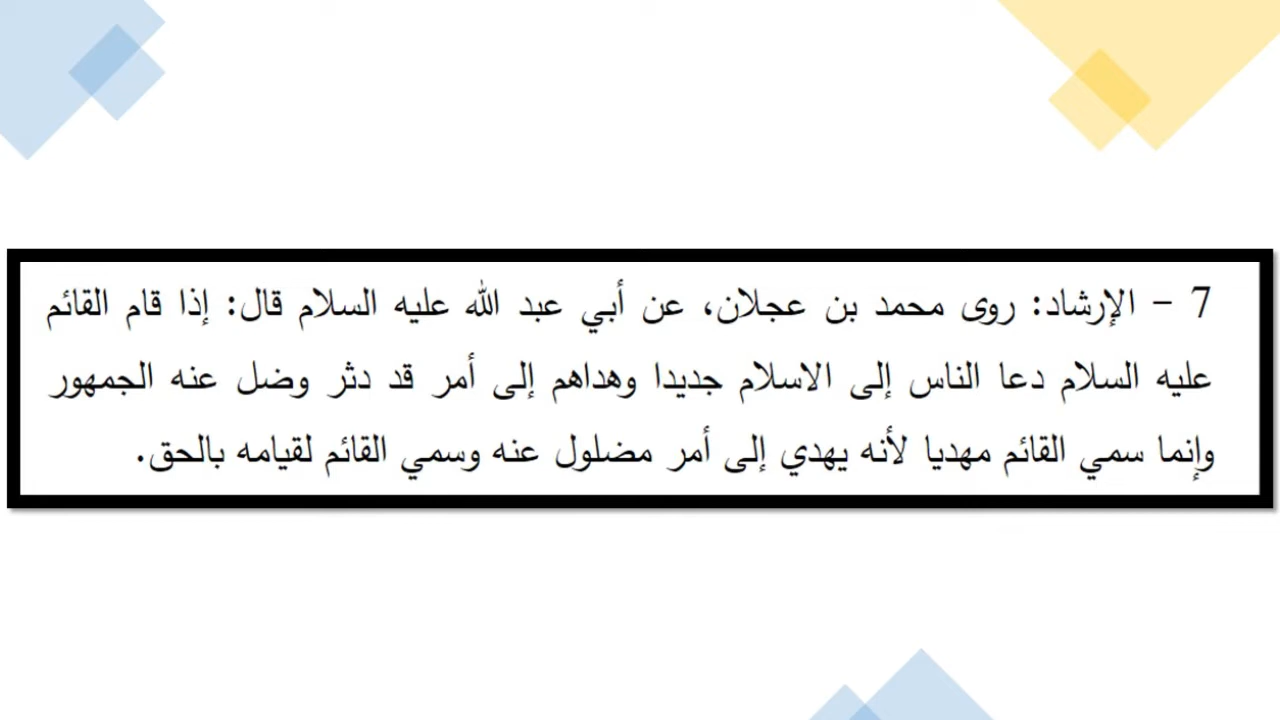 7 – الإرشاد: روى محمد بن عجلان، عن أبي عبد الله عليه السلام قال: إذا قام القائم
عليه السلام دعا الناس إلى الاسلام جديدا وهداهم إلى أمر قد دثر وضل عنه الجمهور
وإنما سمي القائم مهديا لأنه يهدي إلى أمر مضلول عنه وسمي القائم لقيامه بالحق.